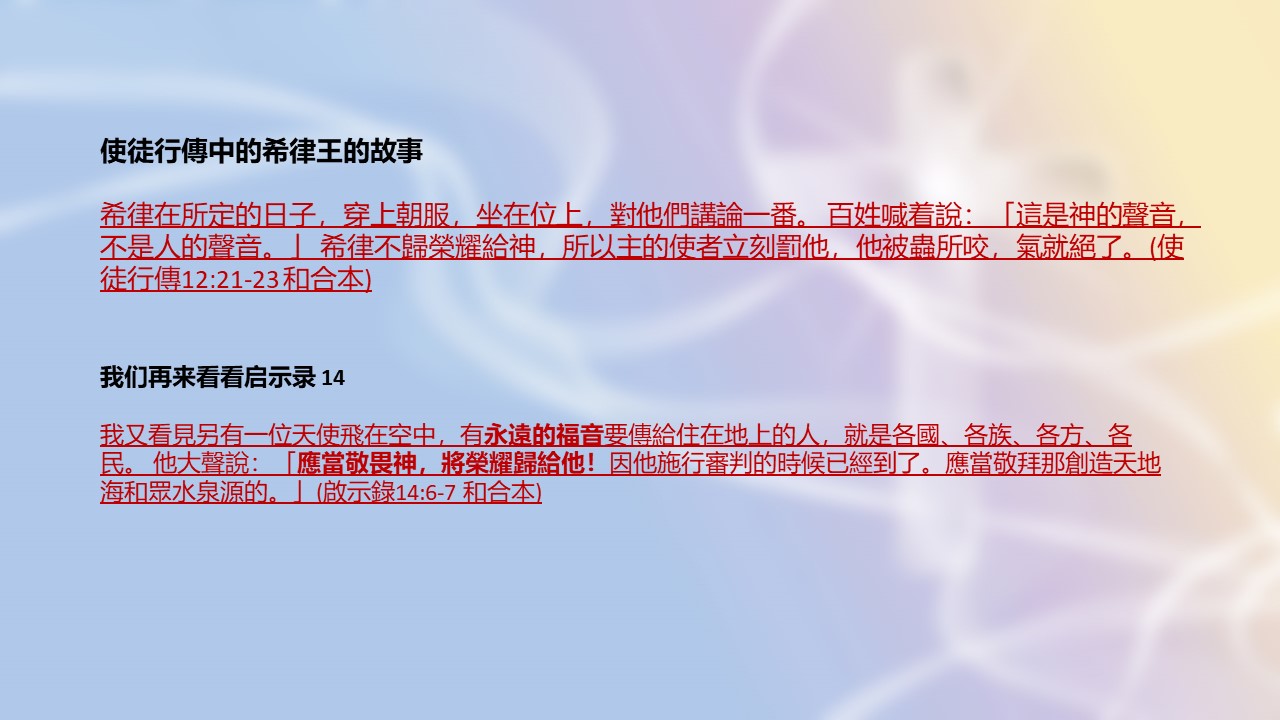 使徒行傳中的希律王的故事
希律在所定的日子，穿上朝服，坐在位上，對他們講論一番。 百姓喊着說：「這是神的聲音，
不是人的聲音。」 希律不歸榮耀給神，所以主的使者立刻罰他，他被蟲所咬，氣就絕了。(使
徒行傳12:21-23 和合本)
我们再来看看启示录 14
我又看見另有一位天使飛在空中，有永遠的福音要傳給住在地上的人，就是各國、各族、各方、各
民。 他大聲說：「應當敬畏神，將榮耀歸給他！因他施行審判的時候已經到了。應當敬拜那創造天地
海和眾水泉源的。」(啟示錄14:6-7 和合本)